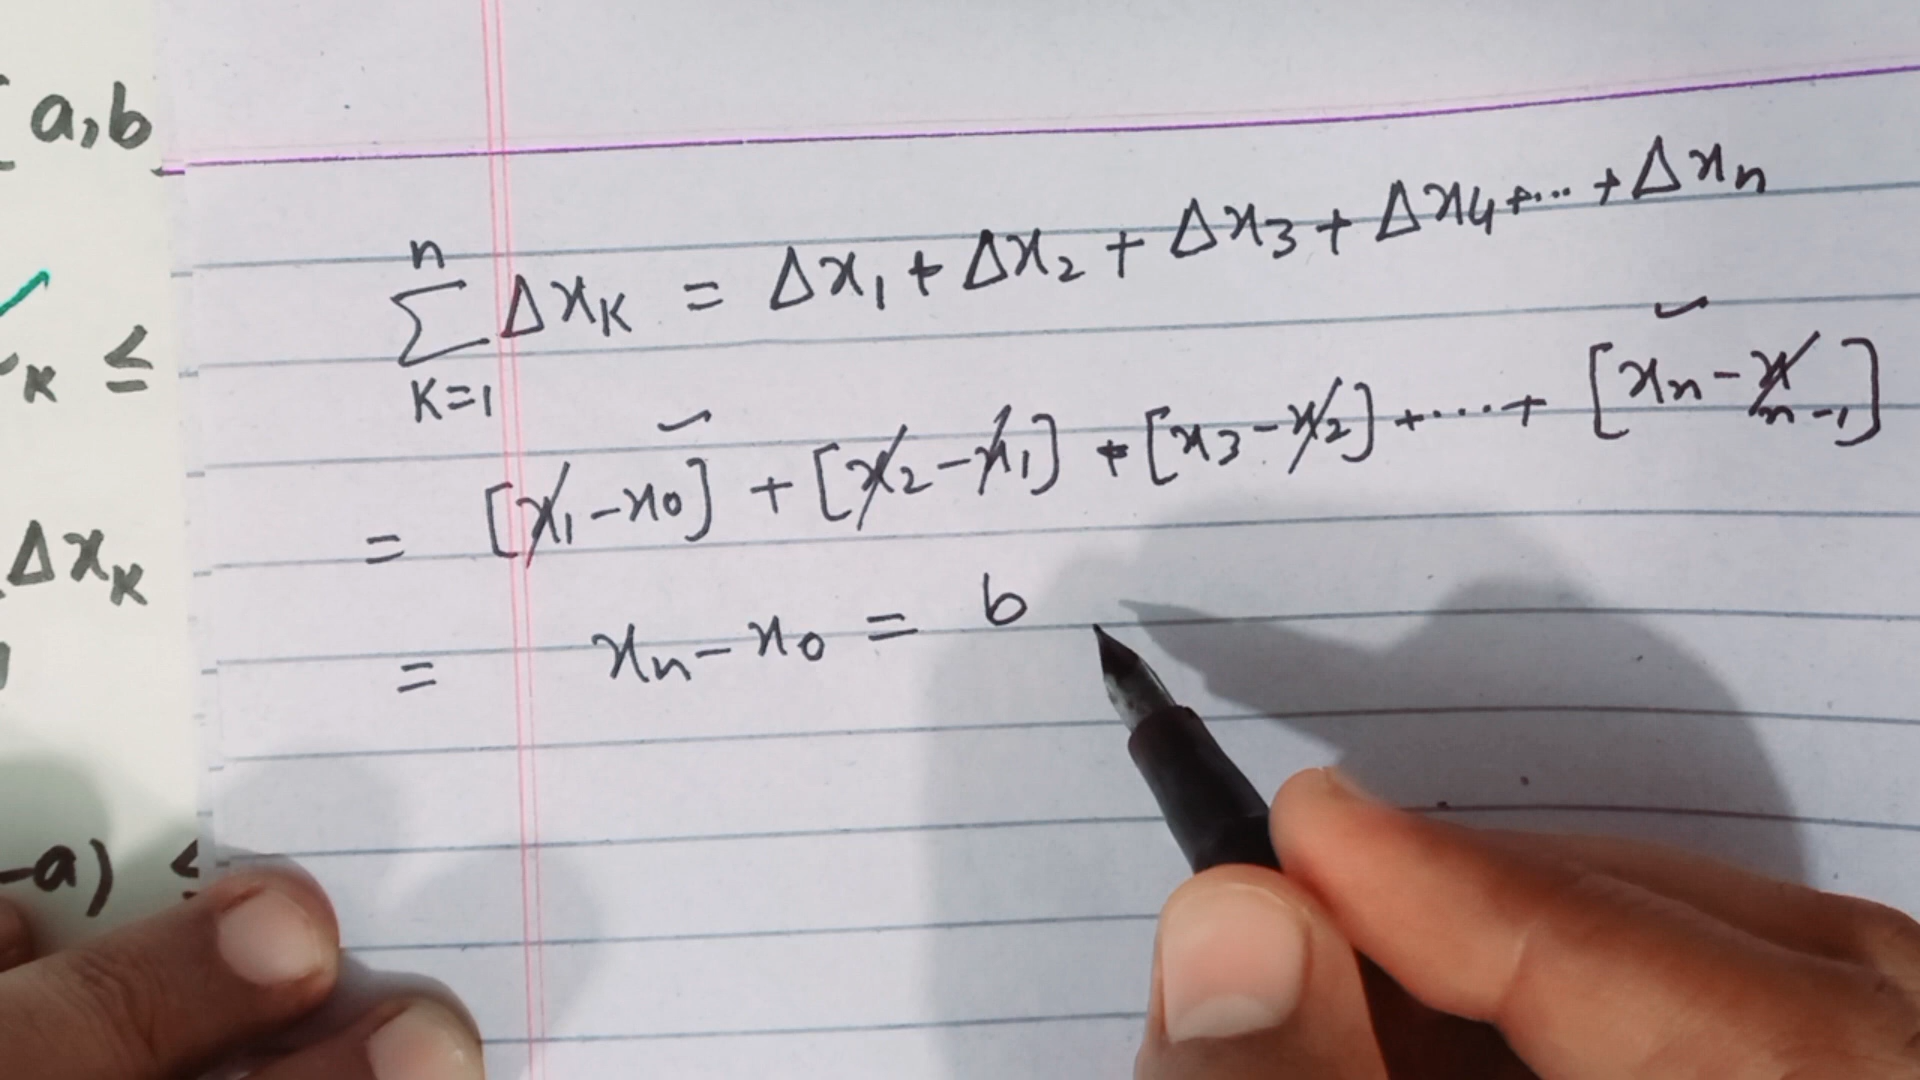 [a,b
K ≤
Δx_K
-a) ≤
n
∑ Δx_K = Δx_1 + Δx_2 + Δx_3 + Δx_4 + ... + Δx_n
K=1
= [x_1 - x_0] + [x_2 - x_1] + [x_3 - x_2] + ... + [x_n - x_{n-1}]
= x_n - x_0 = b